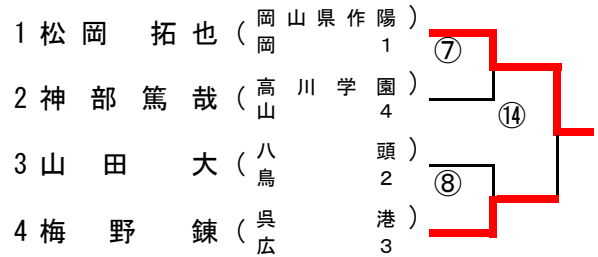 1 松岡 拓也 (岡山県作陽 岡 1)
⑦
2 神部篤哉 (高川学園 山 4)
⑭
3 山田 大 (八頭 鳥 2)
⑧
4 梅野 錬 (呉港 広 3)